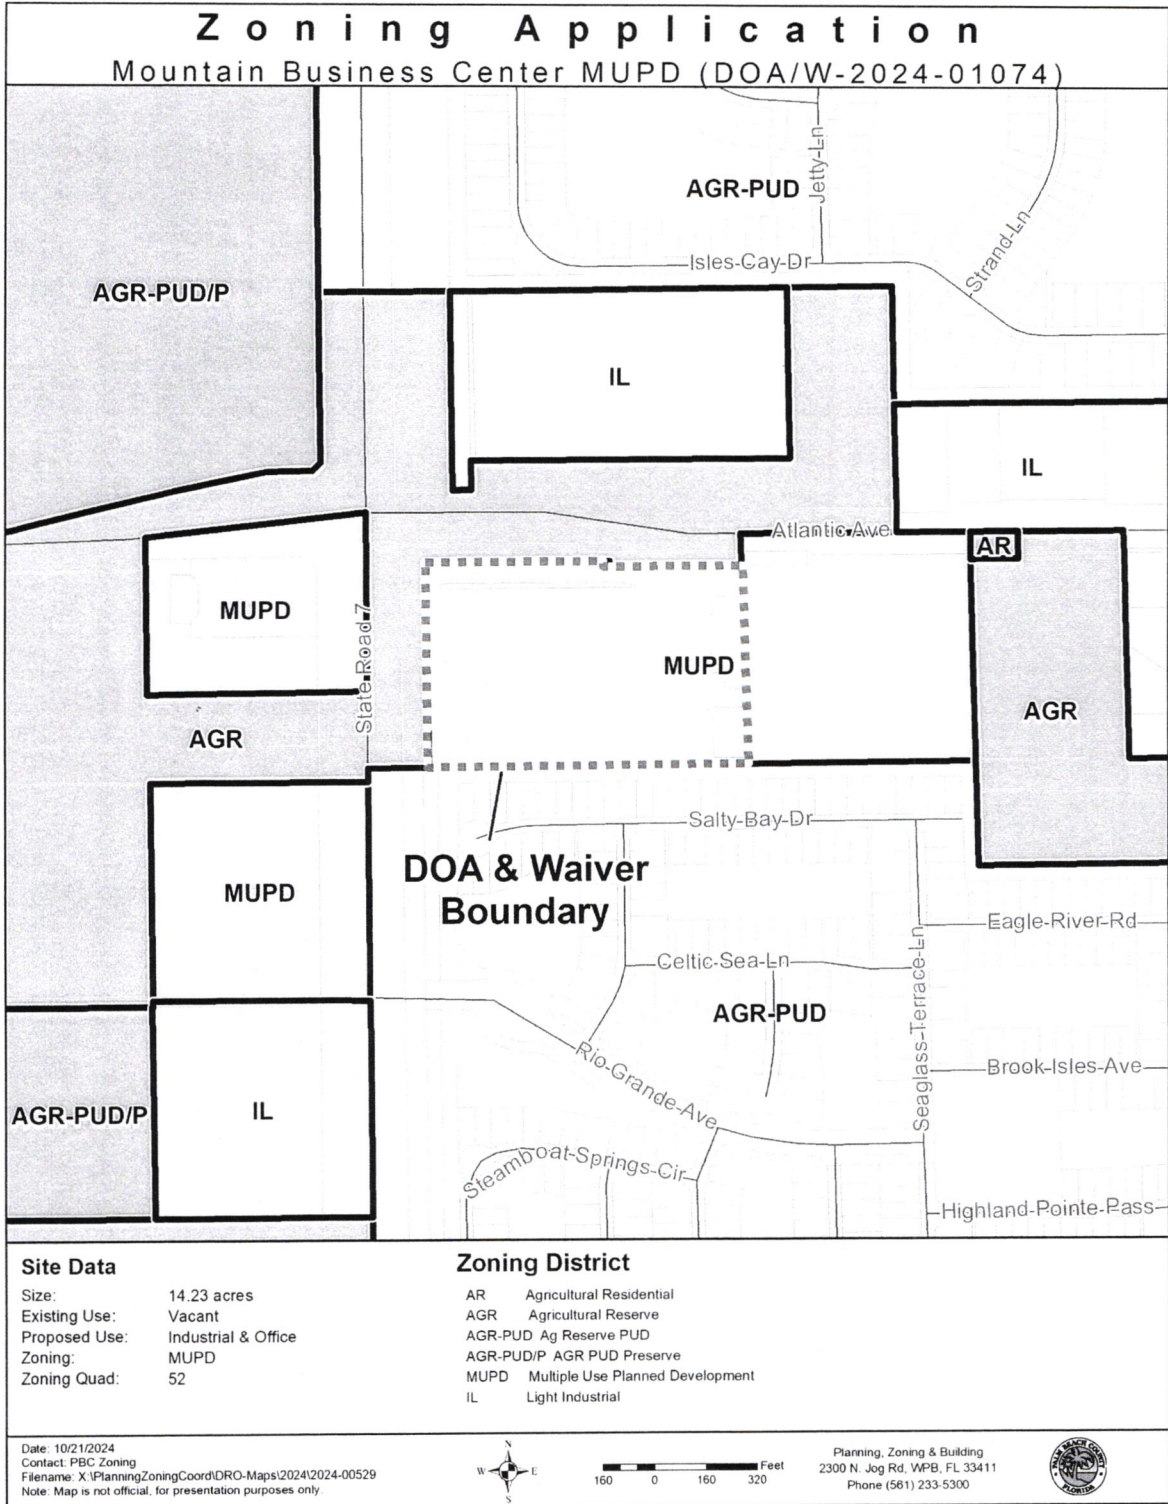 Zoning Application
Mountain Business Center MUPD (DOA/W-2024-01074)
AGR-PUD
Jetty-Ln
Strand-Ln
Isles-Cay-Dr
AGR-PUD/P
IL
IL
Atlantic Ave
AR
MUPD
State Road 7
MUPD
AGR
AGR
Salty-Bay-Dr
DOA & Waiver
Boundary
MUPD
Eagle-River-Rd
Celtic-Sea-Ln
Seaglass-Terrace-Ln
AGR-PUD
Rio-Grande-Ave
Brook-Isles-Ave
AGR-PUD/P
IL
Steamboat-Springs-Cir
Highland-Pointe-Pass
Site Data
Size: 14.23 acres
Existing Use: Vacant
Proposed Use: Industrial & Office
Zoning: MUPD
Zoning Quad: 52
Zoning District
AR Agricultural Residential
AGR Agricultural Reserve
AGR-PUD Ag Reserve PUD
AGR-PUD/P AGR PUD Preserve
MUPD Multiple Use Planned Development
IL Light Industrial
Date: 10/21/2024
Contact: PBC Zoning
Filename: X:\PlanningZoningCoord\DRO-Maps\2024\2024-00529
Note: Map is not official, for presentation purposes only.
N
W E
S
Feet
160 0 160 320
Planning, Zoning & Building
2300 N. Jog Rd, WPB, FL 33411
Phone (561) 233-5300
PALM BEACH COUNTY
FLORIDA